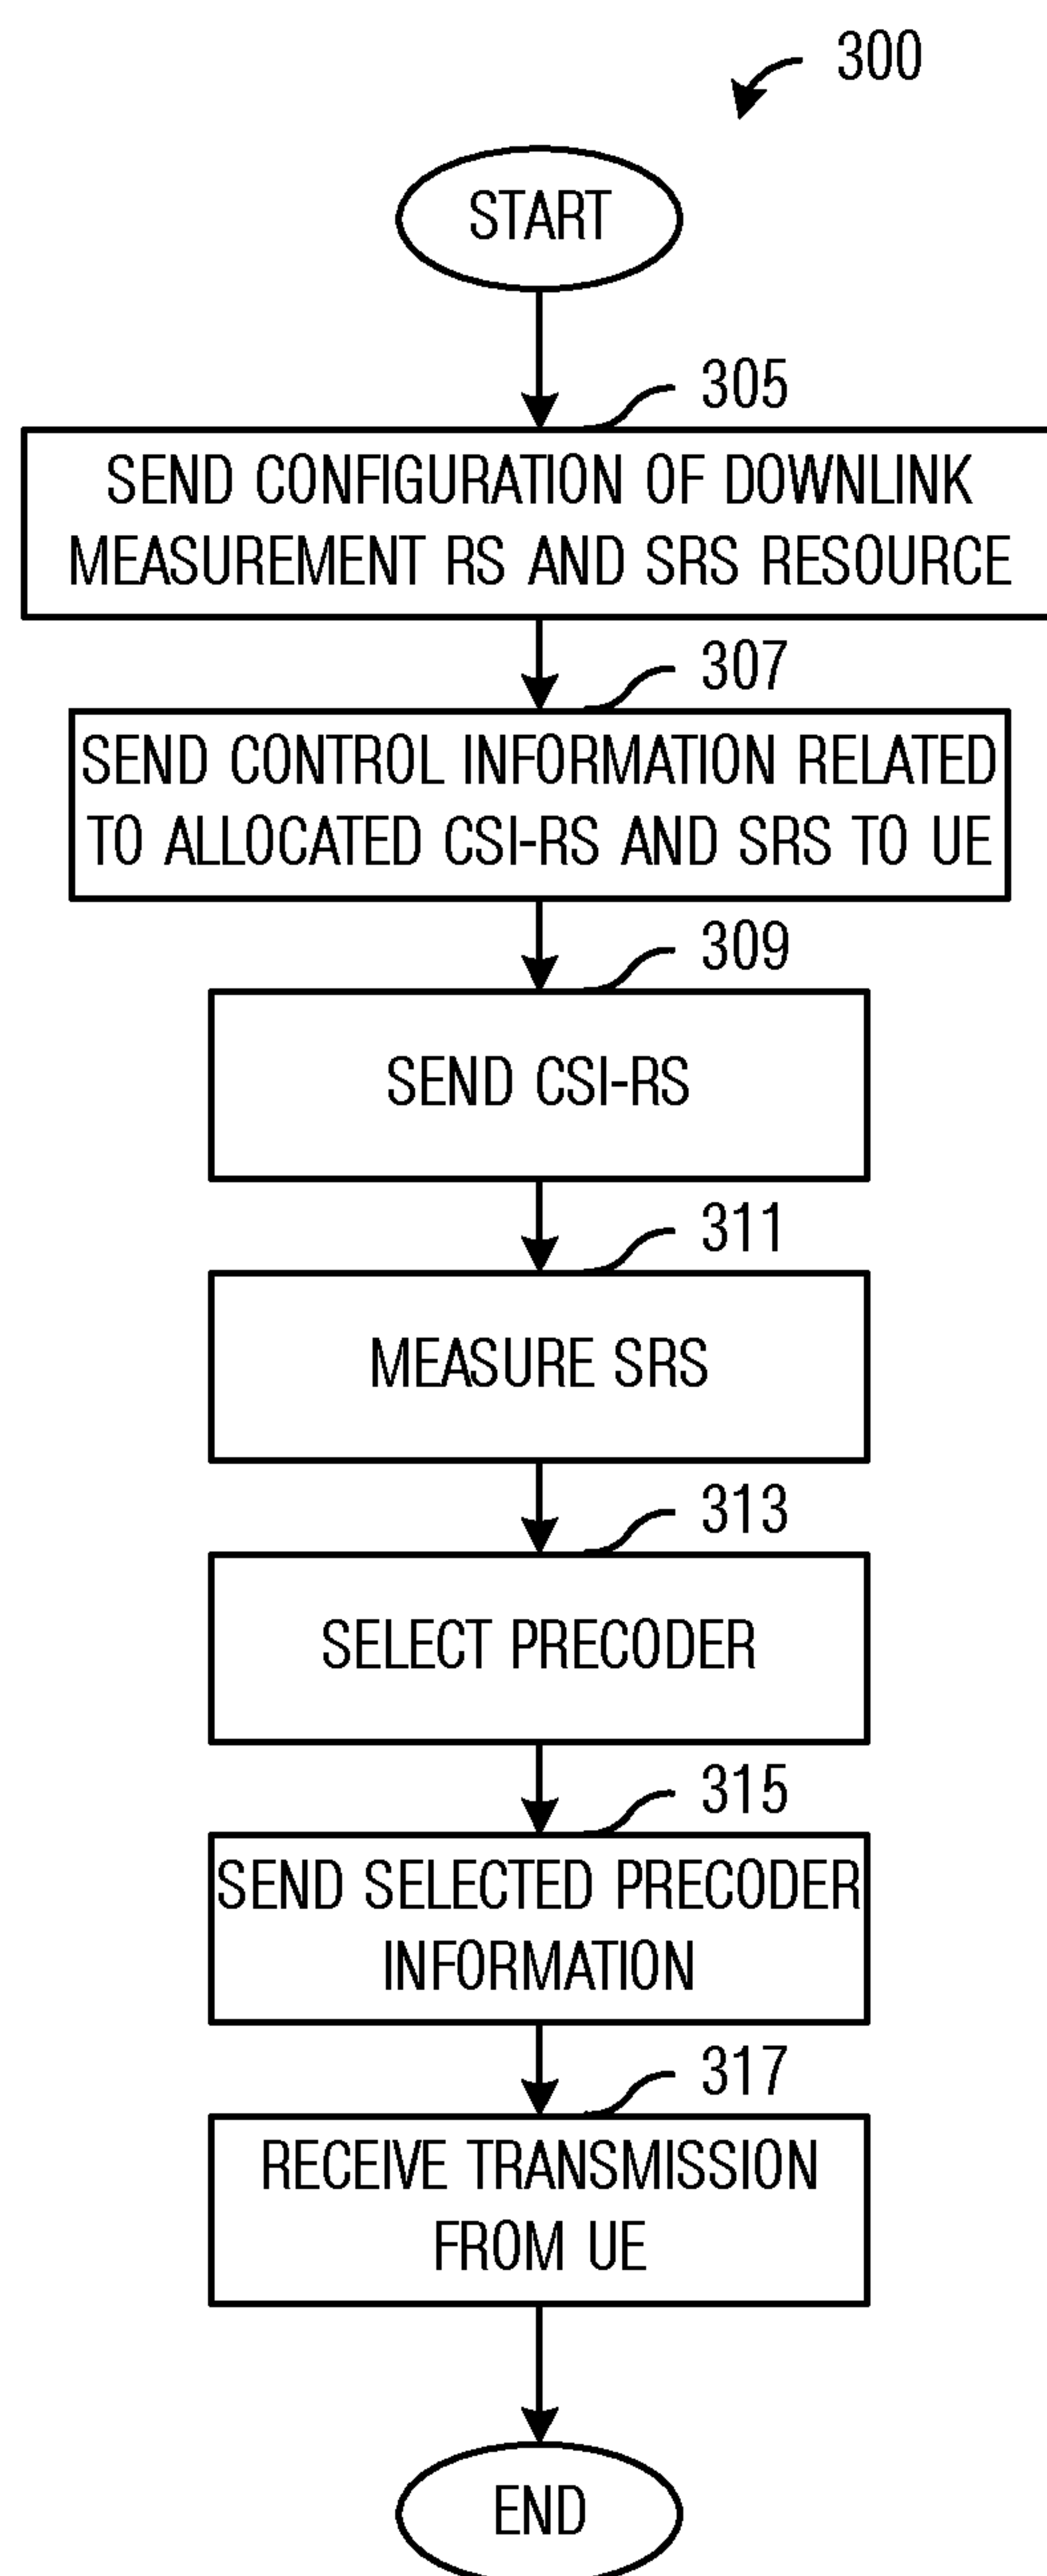 300
START
305
SEND CONFIGURATION OF DOWNLINK
MEASUREMENT RS AND SRS RESOURCE
307
SEND CONTROL INFORMATION RELATED
TO ALLOCATED CSI-RS AND SRS TO UE
309
SEND CSI-RS
311
MEASURE SRS
313
SELECT PRECODER
315
SEND SELECTED PRECODER
INFORMATION
317
RECEIVE TRANSMISSION
FROM UE
END